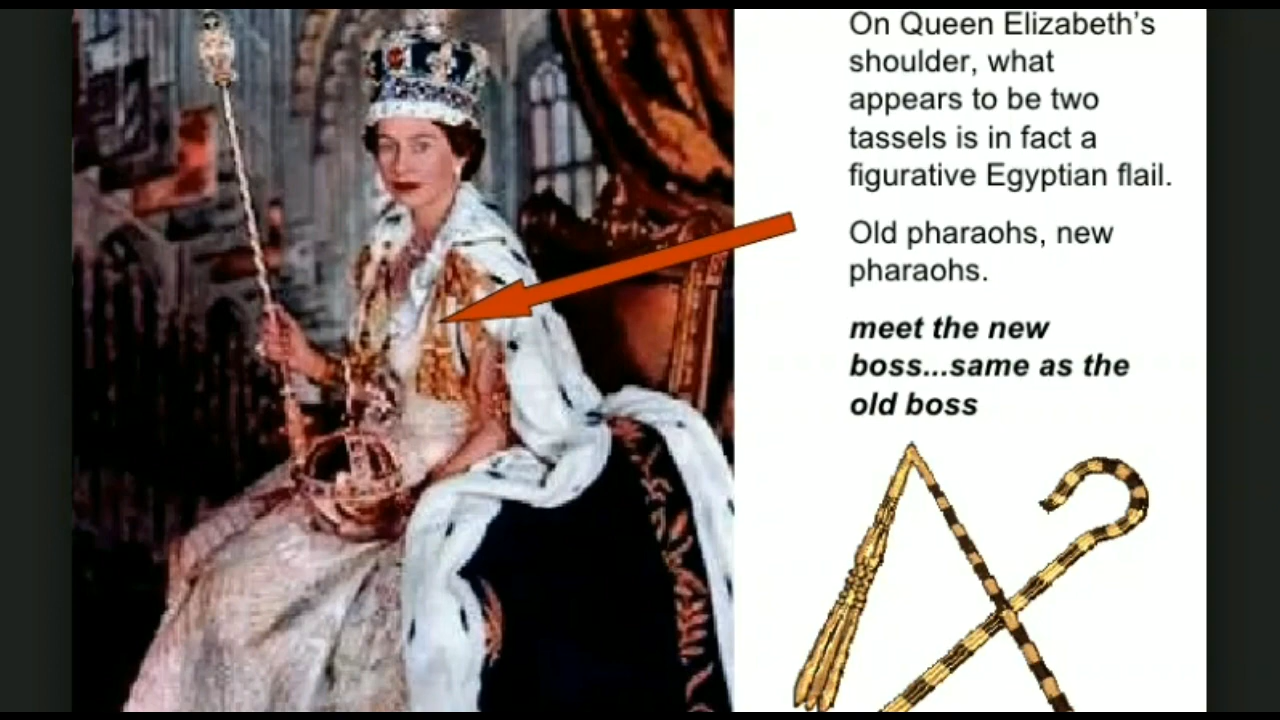 On Queen Elizabeth's
shoulder, what
appears to be two
tassels is in fact a
figurative Egyptian flail.
Old pharaohs, new
pharaohs.
meet the new
boss...same as the
old boss